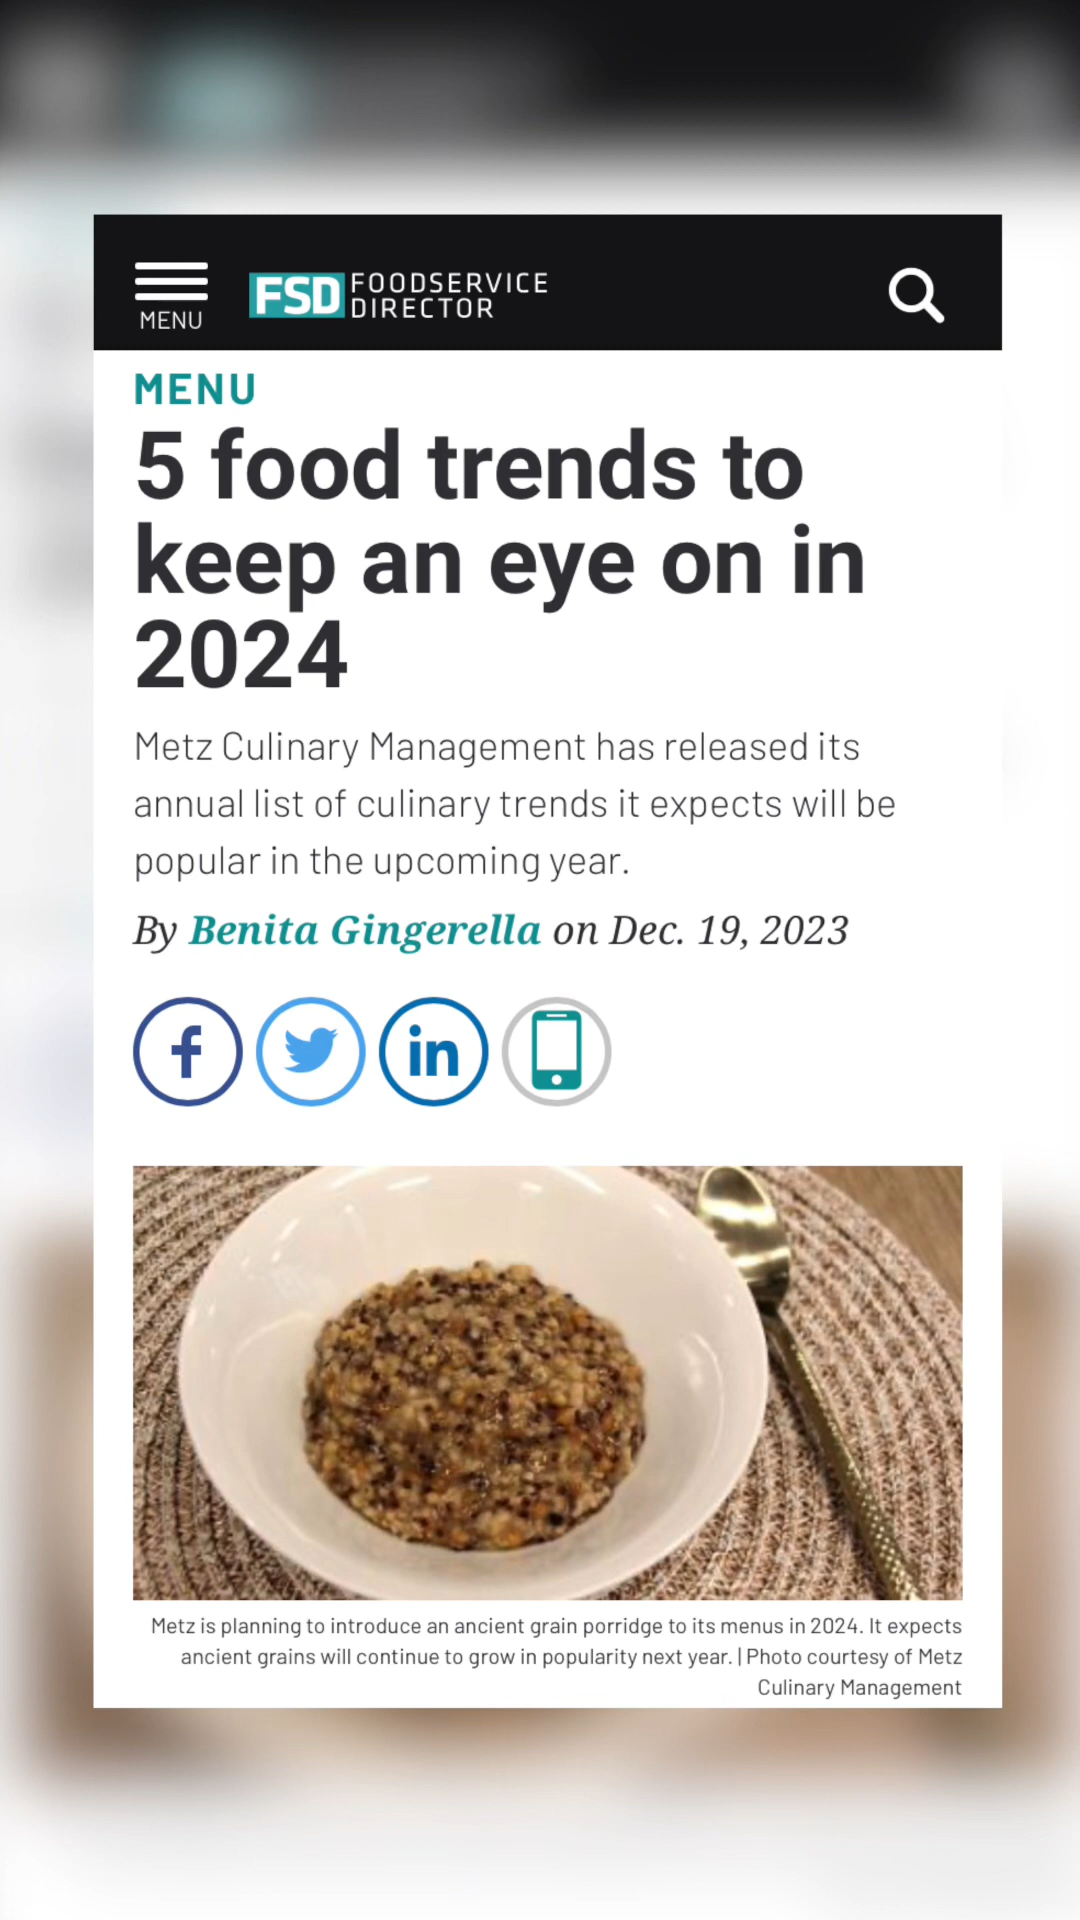 MENU
FSD FOODSERVICE
DIRECTOR
MENU
5 food trends to
keep an eye on in
2024
Metz Culinary Management has released its
annual list of culinary trends it expects will be
popular in the upcoming year.
By Benita Gingerella on Dec. 19, 2023
f
in
Metz is planning to introduce an ancient grain porridge to its menus in 2024. It expects
ancient grains will continue to grow in popularity next year. | Photo courtesy of Metz
Culinary Management